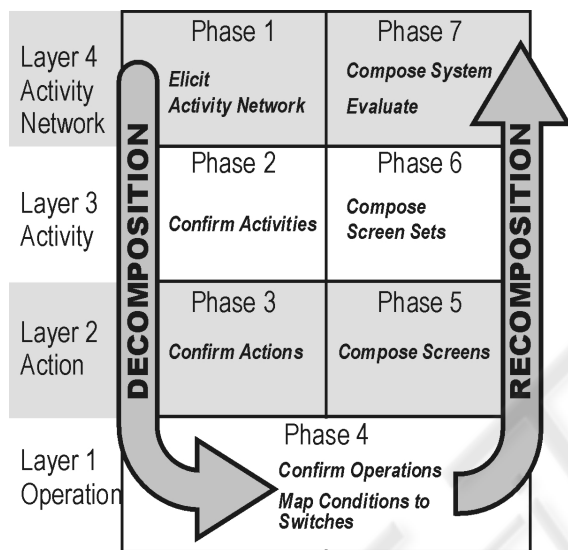 Layer 4
Activity
Network
Phase 1
Elicit
Activity Network
Phase 7
Compose System
Evaluate
Layer 3
Activity
Phase 2
Confirm Activities
Phase 6
Compose
Screen Sets
Layer 2
Action
Phase 3
Confirm Actions
Phase 5
Compose Screens
Layer 1
Operation
Phase 4
Confirm Operations
Map Conditions to
Switches
DECOMPOSITION
RECOMPOSITION